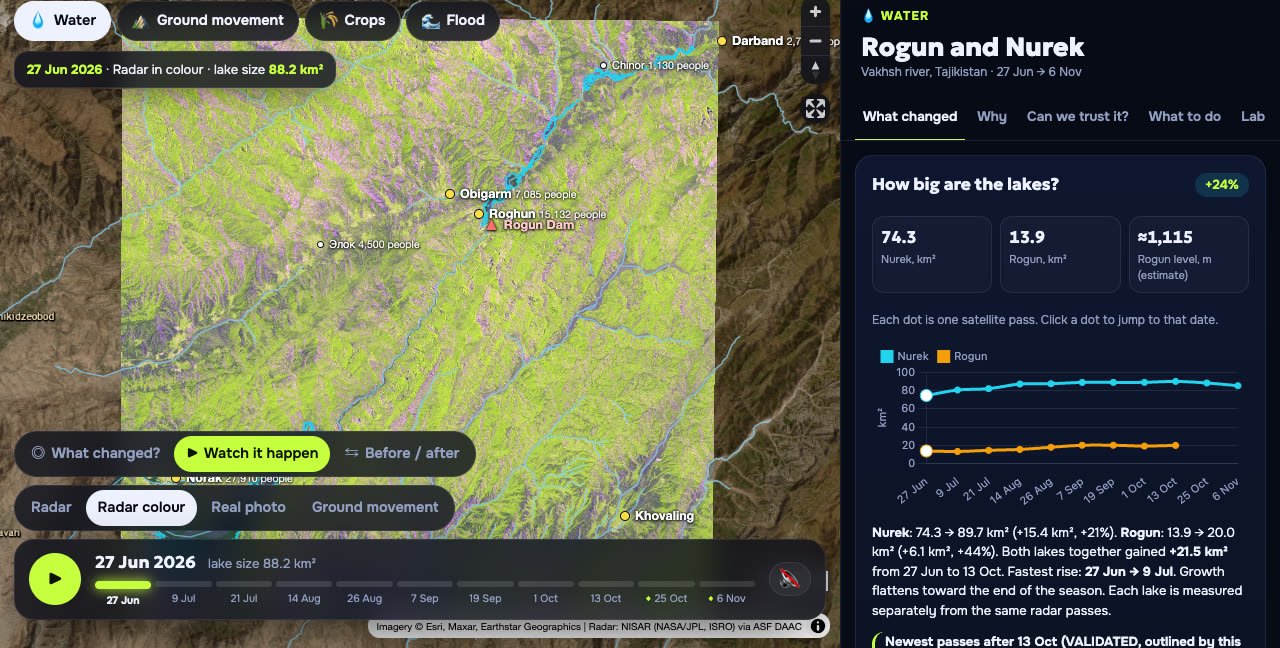 Water
Ground movement
Crops
Flood
27 Jun 2026 · Radar in colour · lake size 88.2 km²
Darband 2,7
Chinor 1,130 people
Obigarm 7,085 people
Roghun 15,132 people
Rogun Dam
Элок 4,500 people
nikidzeobod
What changed?
Watch it happen
Before / after
Norak 27,910 people
Radar
Radar colour
Real photo
Ground movement
Khovaling
27 Jun 2026 lake size 88.2 km²
27 Jun 9 Jul 21 Jul 14 Aug 26 Aug 7 Sep 19 Sep 1 Oct 13 Oct 25 Oct 6 Nov
Imagery © Esri, Maxar, Earthstar Geographics | Radar: NISAR (NASA/JPL, ISRO) via ASF DAAC
WATER
Rogun and Nurek
Vakhsh river, Tajikistan · 27 Jun → 6 Nov
What changed Why Can we trust it? What to do Lab
How big are the lakes?
+24%
74.3
Nurek, km²
13.9
Rogun, km²
≈1,115
Rogun level, m
(estimate)
Each dot is one satellite pass. Click a dot to jump to that date.
Nurek Rogun
100
80
60
40
20
0
km²
27 Jun 9 Jul 21 Jul 14 Aug 26 Aug 7 Sep 19 Sep 1 Oct 13 Oct 25 Oct 6 Nov
Nurek: 74.3 → 89.7 km² (+15.4 km², +21%). Rogun: 13.9 → 20.0
km² (+6.1 km², +44%). Both lakes together gained +21.5 km²
from 27 Jun to 13 Oct. Fastest rise: 27 Jun → 9 Jul. Growth
flattens toward the end of the season. Each lake is measured
separately from the same radar passes.
Newest passes after 13 Oct (VALIDATED, outlined by this